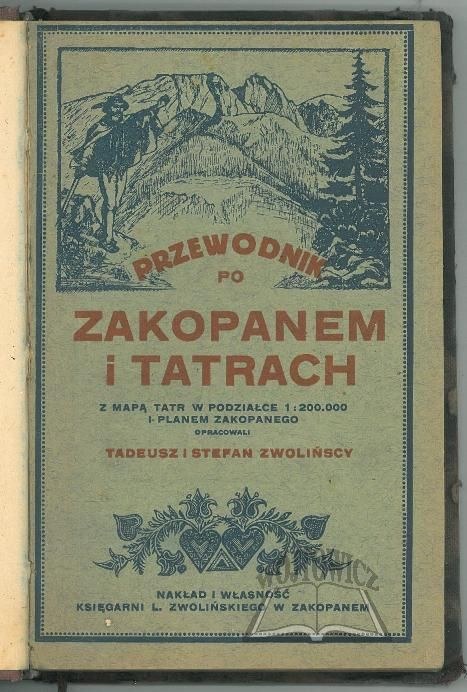 PRZEWODNIK
PO
ZAKOPANEM
i TATRACH
Z MAPĄ TATR W PODZIAŁCE 1:200.000
I PLANEM ZAKOPANEGO
OPRACOWALI
TADEUSZ I STEFAN ZWOLIŃSCY
WÓJTOWICZ
NAKŁAD I WŁASNOŚĆ
KSIĘGARNI L. ZWOLIŃSKIEGO W ZAKOPANEM